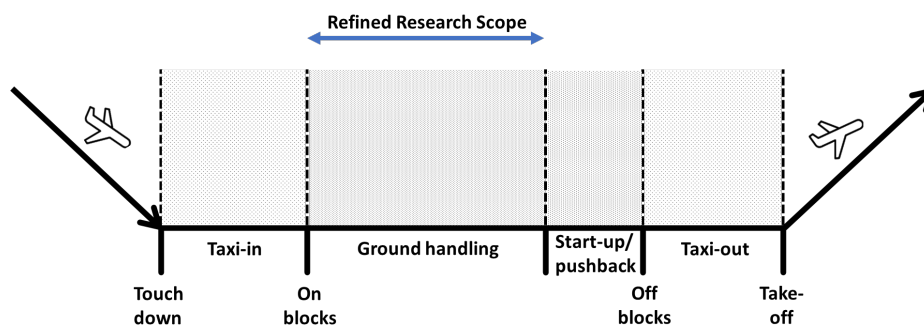 Refined Research Scope
Taxi-in
Ground handling
Start-up/
pushback
Taxi-out
Touch
down
On
blocks
Off
blocks
Take-
off